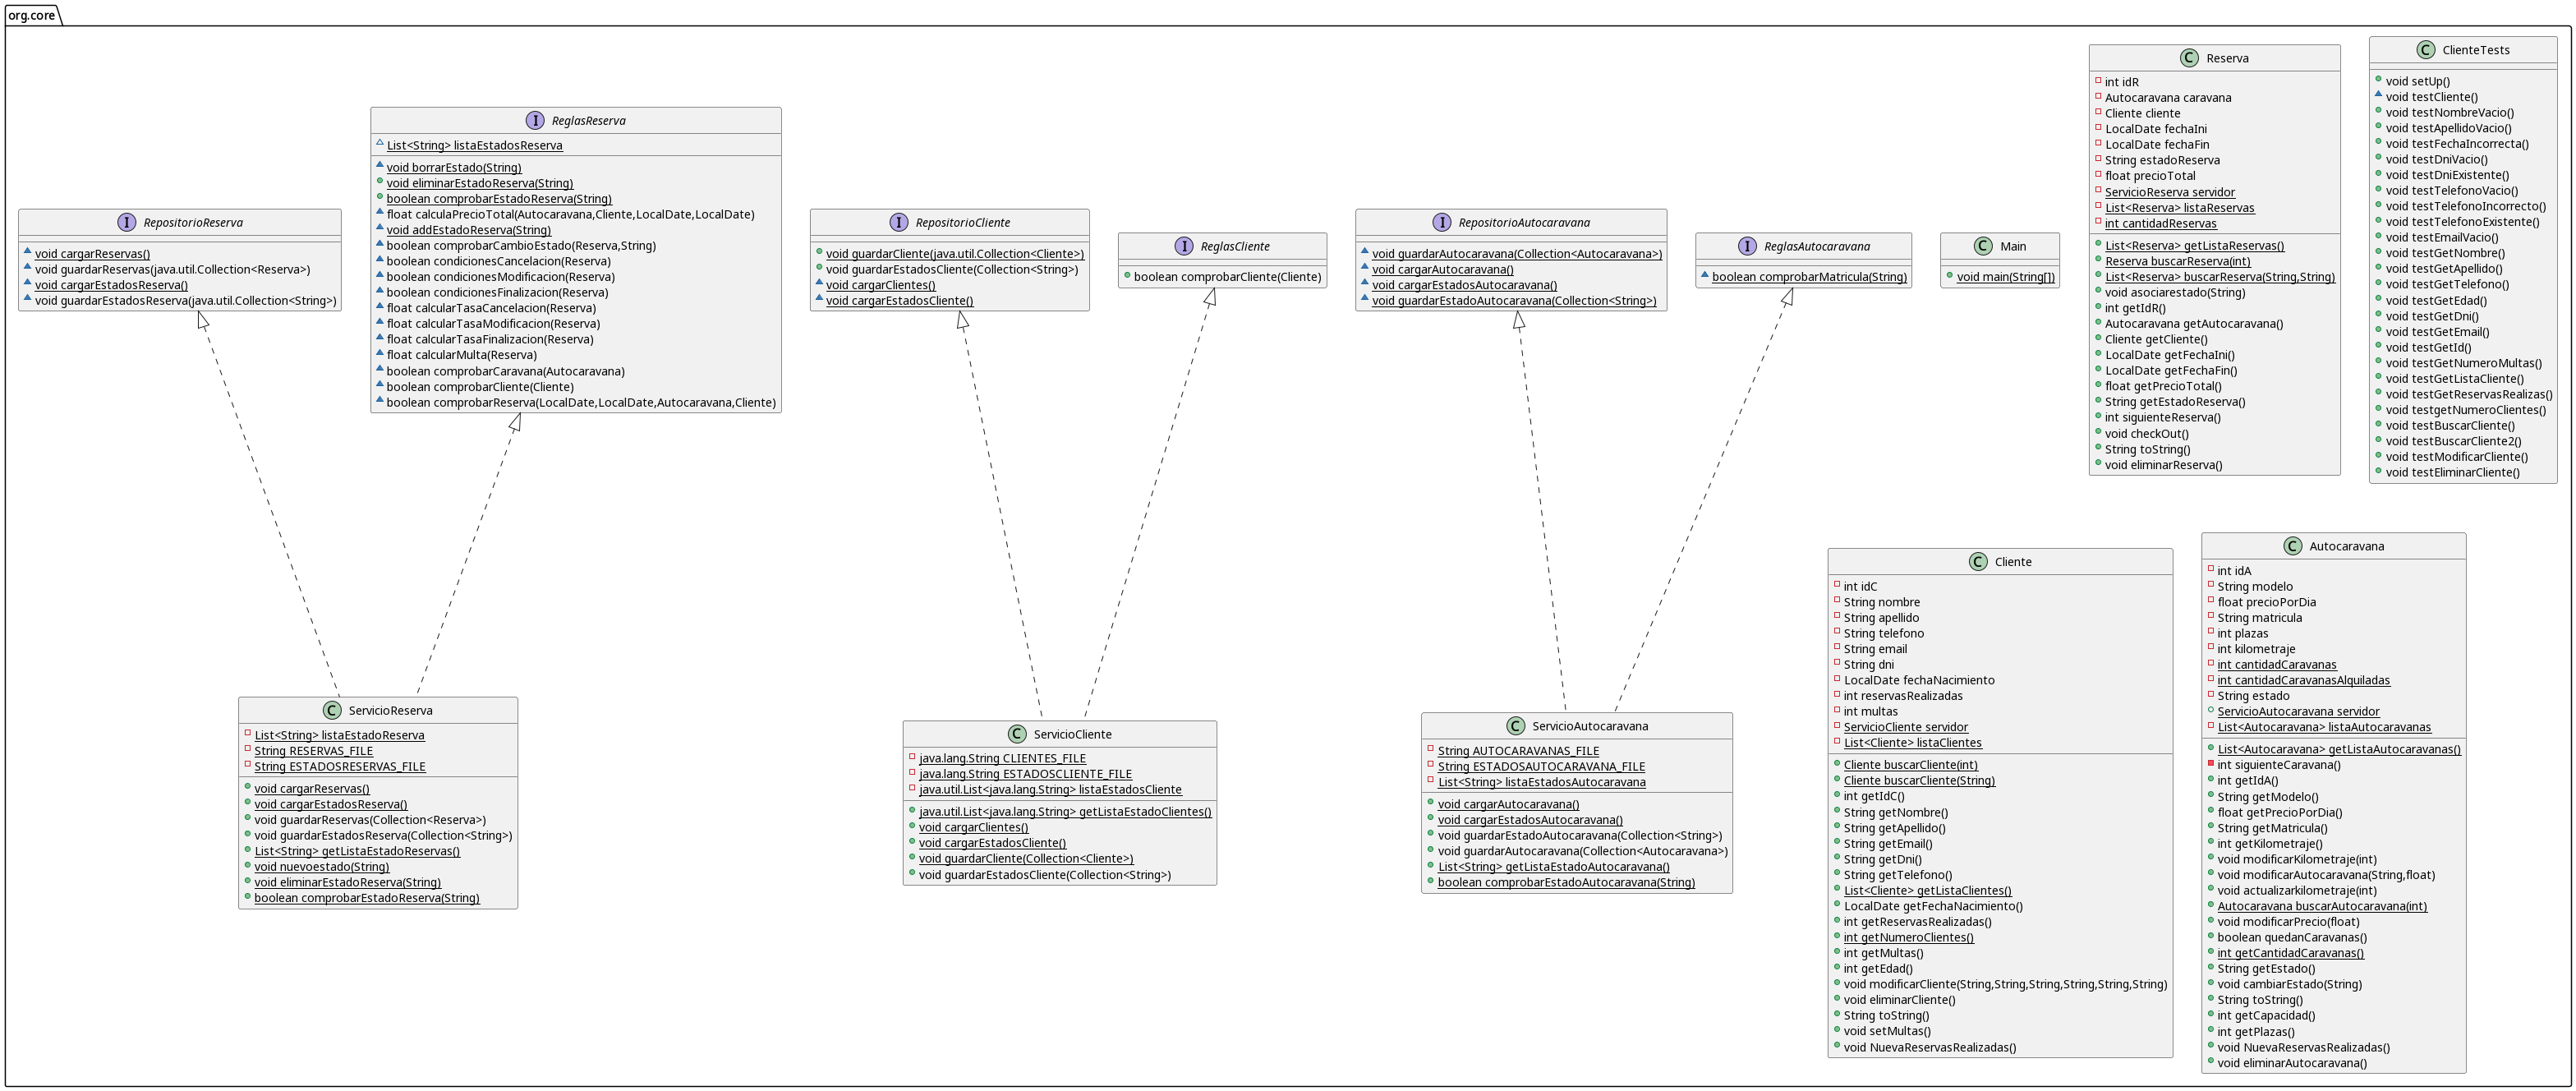 org.core
RepositorioReserva
void cargarReservas()
void guardarReservas(java.util.Collection<Reserva>)
void cargarEstadosReserva()
void guardarEstadosReserva(java.util.Collection<String>)
ReglasReserva
List<String> listaEstadosReserva
void borrarEstado(String)
void eliminarEstadoReserva(String)
boolean comprobarEstadoReserva(String)
float calculaPrecioTotal(Autocaravana,Cliente,LocalDate,LocalDate)
void addEstadoReserva(String)
boolean comprobarCambioEstado(Reserva,String)
boolean condicionesCancelacion(Reserva)
boolean condicionesModificacion(Reserva)
boolean condicionesFinalizacion(Reserva)
float calcularTasaCancelacion(Reserva)
float calcularTasaModificacion(Reserva)
float calcularTasaFinalizacion(Reserva)
float calcularMulta(Reserva)
boolean comprobarCaravana(Autocaravana)
boolean comprobarCliente(Cliente)
boolean comprobarReserva(LocalDate,LocalDate,Autocaravana,Cliente)
RepositorioCliente
void guardarCliente(java.util.Collection<Cliente>)
void guardarEstadosCliente(Collection<String>)
void cargarClientes()
void cargarEstadosCliente()
ReglasCliente
boolean comprobarCliente(Cliente)
RepositorioAutocaravana
void guardarAutocaravana(Collection<Autocaravana>)
void cargarAutocaravana()
void cargarEstadosAutocaravana()
void guardarEstadoAutocaravana(Collection<String>)
ReglasAutocaravana
boolean comprobarMatricula(String)
Main
void main(String[])
Reserva
int idR
Autocaravana caravana
Cliente cliente
LocalDate fechaIni
LocalDate fechaFin
String estadoReserva
float precioTotal
ServicioReserva servidor
List<Reserva> listaReservas
int cantidadReservas
List<Reserva> getListaReservas()
Reserva buscarReserva(int)
List<Reserva> buscarReserva(String,String)
void asociarestado(String)
int getIdR()
Autocaravana getAutocaravana()
Cliente getCliente()
LocalDate getFechaIni()
LocalDate getFechaFin()
float getPrecioTotal()
String getEstadoReserva()
int siguienteReserva()
void checkOut()
String toString()
void eliminarReserva()
ClienteTests
void setUp()
void testCliente()
void testNombreVacio()
void testApellidoVacio()
void testFechaIncorrecta()
void testDniVacio()
void testDniExistente()
void testTelefonoVacio()
void testTelefonoIncorrecto()
void testTelefonoExistente()
void testEmailVacio()
void testGetNombre()
void testGetApellido()
void testGetTelefono()
void testGetEdad()
void testGetDni()
void testGetEmail()
void testGetId()
void testGetNumeroMultas()
void testGetListaCliente()
void testGetReservasRealizas()
void testgetNumeroClientes()
void testBuscarCliente()
void testBuscarCliente2()
void testModificarCliente()
void testEliminarCliente()
ServicioReserva
List<String> listaEstadoReserva
String RESERVAS_FILE
String ESTADOSRESERVAS_FILE
void cargarReservas()
void cargarEstadosReserva()
void guardarReservas(Collection<Reserva>)
void guardarEstadosReserva(Collection<String>)
List<String> getListaEstadoReservas()
void nuevoestado(String)
void eliminarEstadoReserva(String)
boolean comprobarEstadoReserva(String)
ServicioCliente
java.lang.String CLIENTES_FILE
java.lang.String ESTADOSCLIENTE_FILE
java.util.List<java.lang.String> listaEstadosCliente
java.util.List<java.lang.String> getListaEstadoClientes()
void cargarClientes()
void cargarEstadosCliente()
void guardarCliente(Collection<Cliente>)
void guardarEstadosCliente(Collection<String>)
ServicioAutocaravana
String AUTOCARAVANAS_FILE
String ESTADOSAUTOCARAVANA_FILE
List<String> listaEstadosAutocaravana
void cargarAutocaravana()
void cargarEstadosAutocaravana()
void guardarEstadoAutocaravana(Collection<String>)
void guardarAutocaravana(Collection<Autocaravana>)
List<String> getListaEstadoAutocaravana()
boolean comprobarEstadoAutocaravana(String)
Cliente
int idC
String nombre
String apellido
String telefono
String email
String dni
LocalDate fechaNacimiento
int reservasRealizadas
int multas
ServicioCliente servidor
List<Cliente> listaClientes
Cliente buscarCliente(int)
Cliente buscarCliente(String)
int getIdC()
String getNombre()
String getApellido()
String getEmail()
String getDni()
String getTelefono()
List<Cliente> getListaClientes()
LocalDate getFechaNacimiento()
int getReservasRealizadas()
int getNumeroClientes()
int getMultas()
int getEdad()
void modificarCliente(String,String,String,String,String,String)
void eliminarCliente()
String toString()
void setMultas()
void NuevaReservasRealizadas()
Autocaravana
int idA
String modelo
float precioPorDia
String matricula
int plazas
int kilometraje
int cantidadCaravanas
int cantidadCaravanasAlquiladas
String estado
ServicioAutocaravana servidor
List<Autocaravana> listaAutocaravanas
List<Autocaravana> getListaAutocaravanas()
int siguienteCaravana()
int getIdA()
String getModelo()
float getPrecioPorDia()
String getMatricula()
int getKilometraje()
void modificarKilometraje(int)
void modificarAutocaravana(String,float)
void actualizarkilometraje(int)
Autocaravana buscarAutocaravana(int)
void modificarPrecio(float)
boolean quedanCaravanas()
int getCantidadCaravanas()
String getEstado()
void cambiarEstado(String)
String toString()
int getCapacidad()
int getPlazas()
void NuevaReservasRealizadas()
void eliminarAutocaravana()